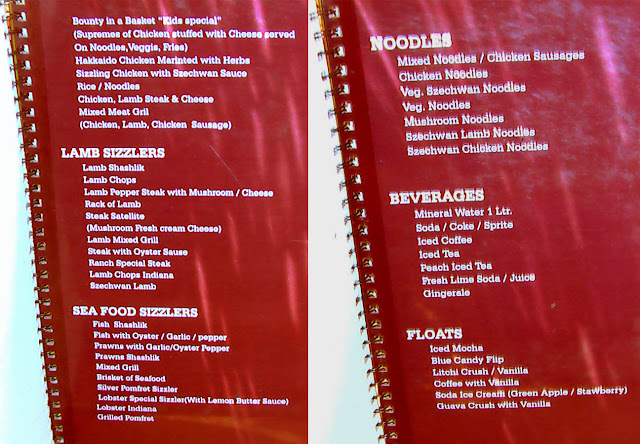 Bounty in a Basket "Kids special"
(Supremes of Chicken stuffed with Cheese served
On Noodles,Veggis, Fries)
Hakkaido Chicken Marinted with Herbs
Sizzling Chicken with Szechwan Sauce
Rice / Noodles
Chicken, Lamb Steak & Cheese
Mixed Meat Gril
(Chicken, Lamb, Chicken Sausage)
LAMB SIZZLERS
Lamb Shashlik
Lamb Chops
Lamb Pepper Steak with Mushroom / Cheese
Rack of Lamb
Steak Satellite
(Mushroom Fresh cream Cheese)
Lamb Mixed Grill
Steak with Oyster Sause
Ranch Special Steak
Lamb Chops Indiana
Szechwan Lamb
SEA FOOD SIZZLERS
Fish Shashlik
Fish with Oyster / Garlic / pepper
Prawns with Garlic/Oyster Pepper
Prawns Shashlik
Mixed Grill
Brisket of Seafood
Silver Pomfret Sizzler
Lobster Special Sizzler(With Lemon Butter Sauce)
Lobster Indiana
Grilled Pomfret
NOODLES
Mixed Noodles / Chicken Sausages
Chicken Noodles
Veg. Szechwan Noodles
Veg. Noodles
Mushroom Noodles
Szechwan Lamb Noodles
Szechwan Chicken Noodles
BEVERAGES
Mineral Water 1 Ltr.
Soda / Coke / Sprite
Iced Coffee
Iced Tea
Peach Iced Tea
Fresh Lime Soda / Juice
Gingerale
FLOATS
Iced Mocha
Blue Candy Flip
Litchi Crush / Vanilla
Coffee with Vanilla
Soda Ice Cream (Green Apple / Stawberry)
Guava Crush with Vanilla